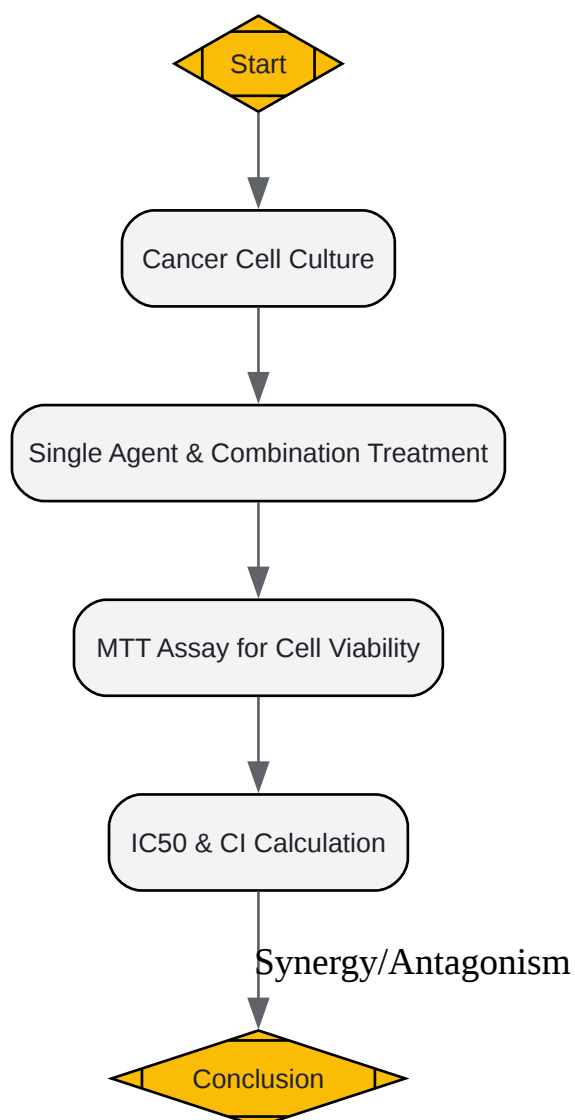 Start
Cancer Cell Culture
Single Agent & Combination Treatment
MTT Assay for Cell Viability
IC50 & CI Calculation
Synergy/Antagonism
Conclusion